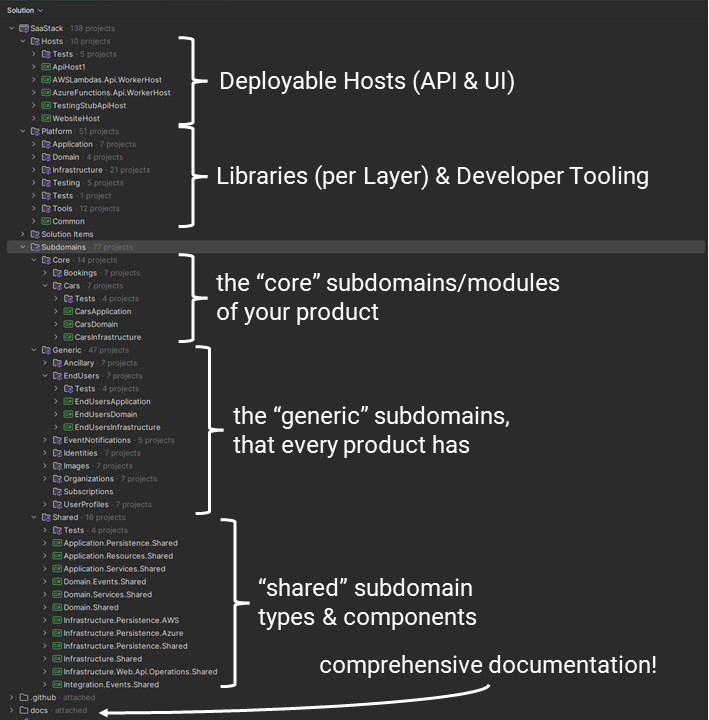 Solution
SaaStack · 138 projects
Hosts · 10 projects
Tests · 5 projects
ApiHost1
AWSLambdas.Api.WorkerHost
AzureFunctions.Api.WorkerHost
TestingStubApiHost
WebsiteHost
Deployable Hosts (API & UI)
Platform · 51 projects
Application · 7 projects
Domain · 4 projects
Infrastructure · 21 projects
Testing · 5 projects
Tests · 1 project
Tools · 12 projects
Common
Libraries (per Layer) & Developer Tooling
Solution Items
Subdomains · 77 projects
Core · 14 projects
Bookings · 7 projects
Cars · 7 projects
Tests · 4 projects
CarsApplication
CarsDomain
CarsInfrastructure
the “core” subdomains/modules
of your product
Generic · 47 projects
Ancillary · 7 projects
EndUsers · 7 projects
Tests · 4 projects
EndUsersApplication
EndUsersDomain
EndUsersInfrastructure
EventNotifications · 5 projects
Identities · 7 projects
Images · 7 projects
Organizations · 7 projects
Subscriptions
UserProfiles · 7 projects
the “generic” subdomains,
that every product has
Shared · 16 projects
Tests · 4 projects
Application.Persistence.Shared
Application.Resources.Shared
Application.Services.Shared
Domain.Events.Shared
Domain.Services.Shared
Domain.Shared
Infrastructure.Persistence.AWS
Infrastructure.Persistence.Azure
Infrastructure.Persistence.Shared
Infrastructure.Shared
Infrastructure.Web.Api.Operations.Shared
Integration.Events.Shared
“shared” subdomain
types & components
comprehensive documentation!
.github · attached
docs · attached